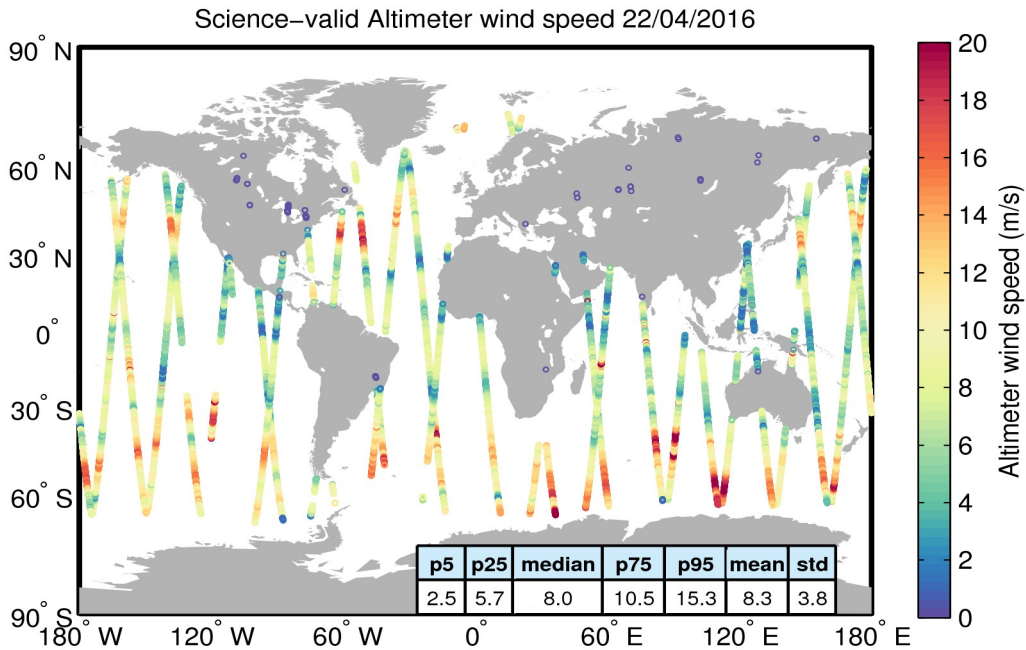 Science−valid Altimeter wind speed 22/04/2016
90° N
60° N
30° N
0°
30° S
60° S
90° S
180° W
120° W
60° W
0°
60° E
120° E
180° E
p5 p25 median p75 p95 mean std
2.5 5.7 8.0 10.5 15.3 8.3 3.8
20
18
16
14
12
10
8
6
4
2
0
Altimeter wind speed (m/s)